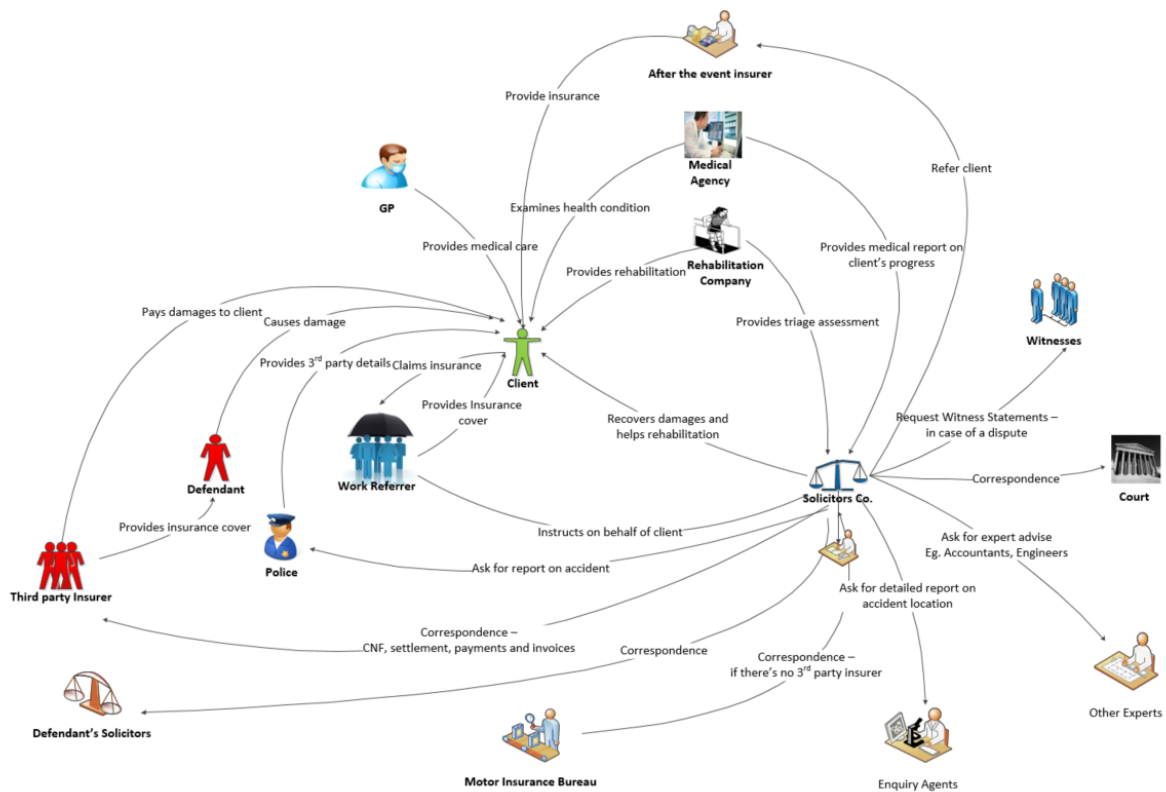 After the event insurer
Provide insurance
Medical
Agency
Refer client
GP
Examines health condition
Provides medical care
Provides medical report on
client's progress
Rehabilitation
Company
Provides rehabilitation
Pays damages to client
Causes damage
Provides triage assessment
Witnesses
Provides 3rd party details
Claims insurance
Client
Provides Insurance
cover
Recovers damages and
helps rehabilitation
Request Witness Statements –
in case of a dispute
Work Referrer
Defendant
Solicitors Co.
Correspondence
Court
Provides insurance cover
Instructs on behalf of client
Ask for expert advise
Eg. Accountants, Engineers
Police
Ask for report on accident
Third party Insurer
Ask for detailed report on
accident location
Correspondence –
CNF, settlement, payments and invoices
Correspondence
Correspondence –
if there's no 3rd party insurer
Other Experts
Defendant's Solicitors
Motor Insurance Bureau
Enquiry Agents